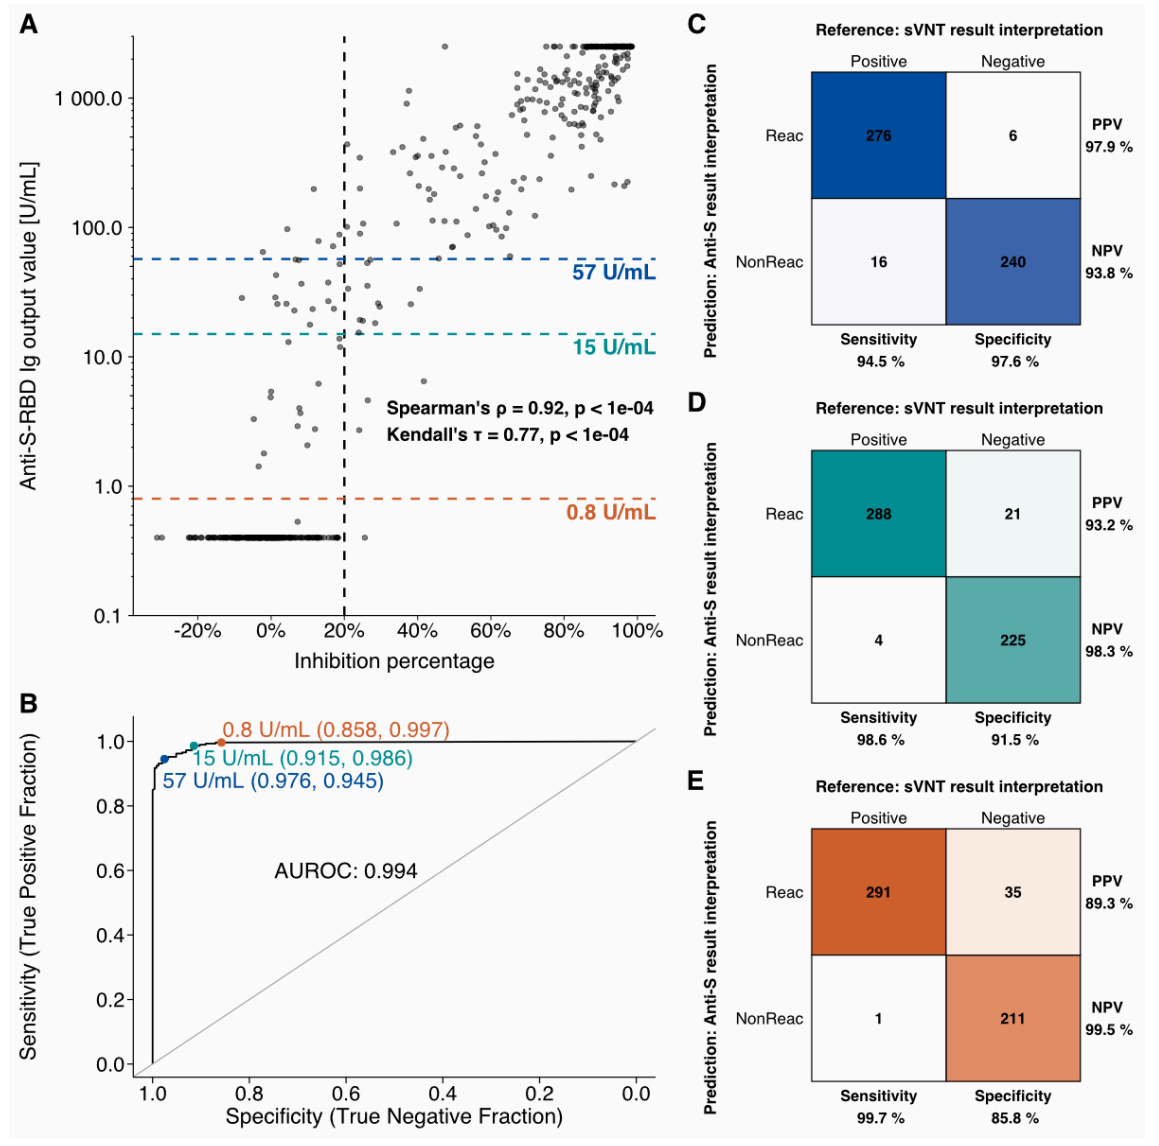 A
Anti-S-RBD Ig output value [U/mL]
1 000.0
100.0
10.0
1.0
0.1
57 U/mL
15 U/mL
Spearman's ρ = 0.92, p < 1e-04
Kendall's τ = 0.77, p < 1e-04
0.8 U/mL
-20% 0% 20% 40% 60% 80% 100%
Inhibition percentage
B
Sensitivity (True Positive Fraction)
1.0
0.8
0.6
0.4
0.2
0.0
0.8 U/mL (0.858, 0.997)
15 U/mL (0.915, 0.986)
57 U/mL (0.976, 0.945)
AUROC: 0.994
1.0 0.8 0.6 0.4 0.2 0.0
Specificity (True Negative Fraction)
C
Reference: sVNT result interpretation
Positive Negative
Prediction: Anti-S result interpretation
Reac 276 6 PPV
97.9 %
NonReac 16 240 NPV
93.8 %
Sensitivity Specificity
94.5 % 97.6 %
D
Reference: sVNT result interpretation
Positive Negative
Prediction: Anti-S result interpretation
Reac 288 21 PPV
93.2 %
NonReac 4 225 NPV
98.3 %
Sensitivity Specificity
98.6 % 91.5 %
E
Reference: sVNT result interpretation
Positive Negative
Prediction: Anti-S result interpretation
Reac 291 35 PPV
89.3 %
NonReac 1 211 NPV
99.5 %
Sensitivity Specificity
99.7 % 85.8 %